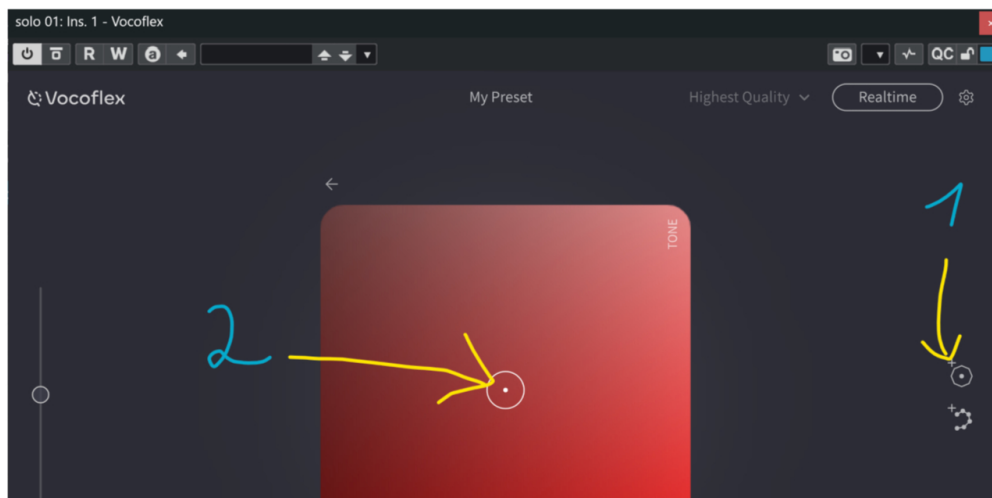 solo 01: Ins. 1 - Vocoflex
R W a QC
Vocoflex My Preset Highest Quality Realtime
1
TONE
2